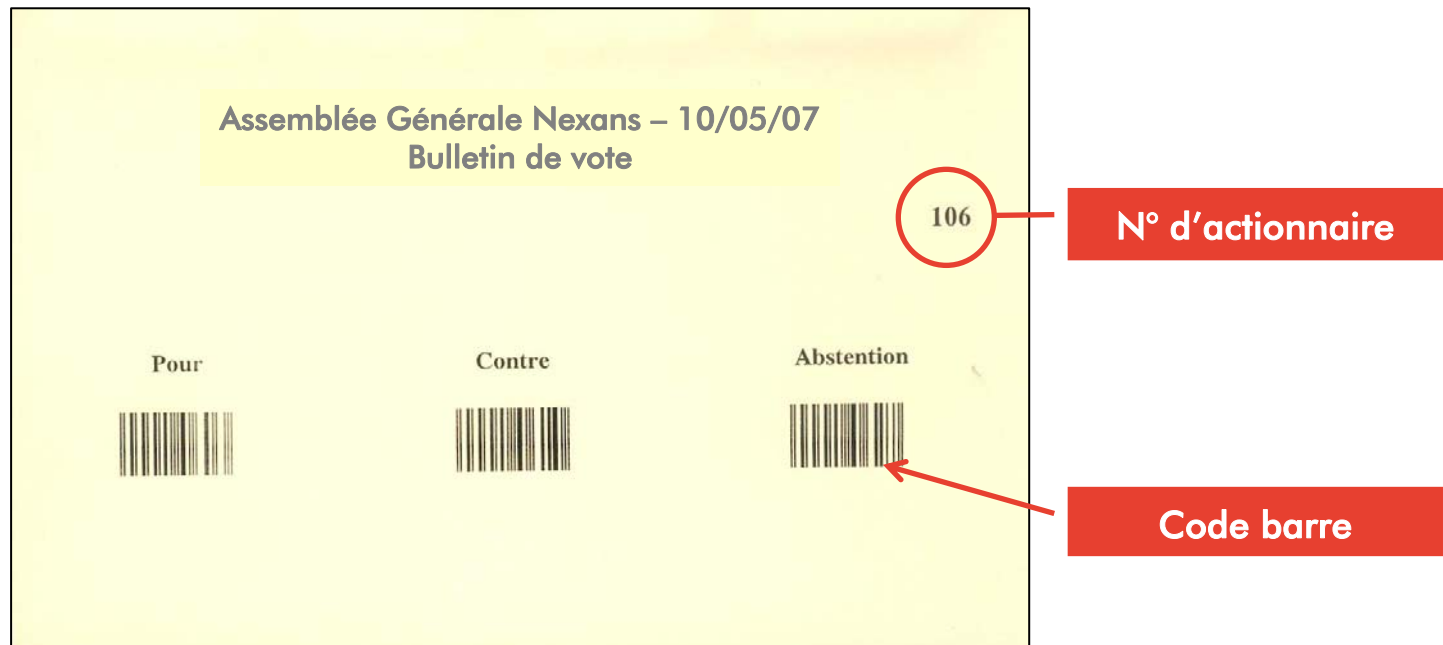 Assemblée Générale Nexans – 10/05/07
Bulletin de vote
106
N° d’actionnaire
Pour
Contre
Abstention
Code barre